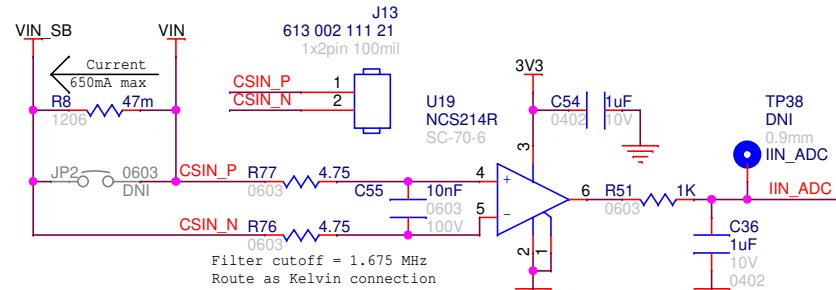 J13
613 002 111 21
1x2pin 100mil
VIN_SB
VIN
Current
650mA max
CSIN_P
1
CSIN_N
2
3V3
R8
47m
1206
U19
NCS214R
SC-70-6
C54
1uF
0402
10V
TP38
DNI
0.9mm
IIN_ADC
3
JP2
0603
DNI
CSIN_P
R77
4.75
0603
4
+
C55
10nF
0603
100V
6
R51
1K
0603
IIN_ADC
CSIN_N
R76
4.75
0603
5
−
2
1
C36
1uF
10V
0402
Filter cutoff = 1.675 MHz
Route as Kelvin connection